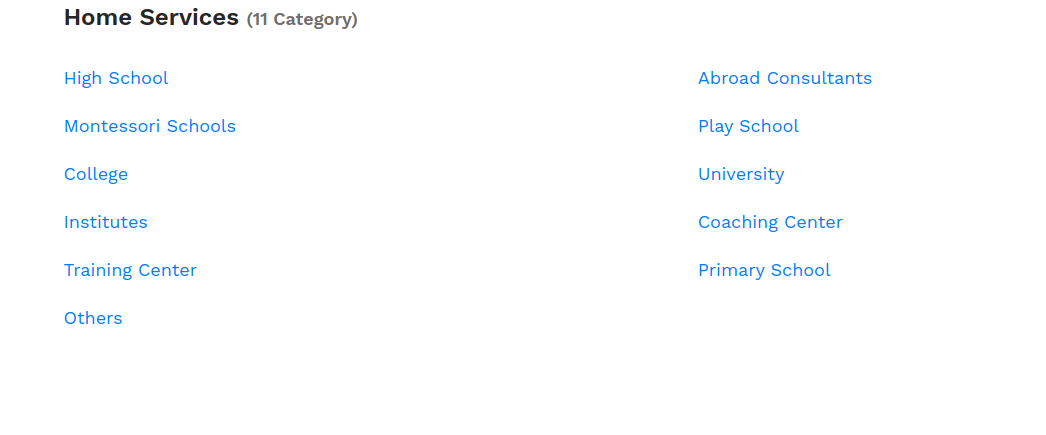 Home Services (11 Category)
High School
Abroad Consultants
Montessori Schools
Play School
College
University
Institutes
Coaching Center
Training Center
Primary School
Others